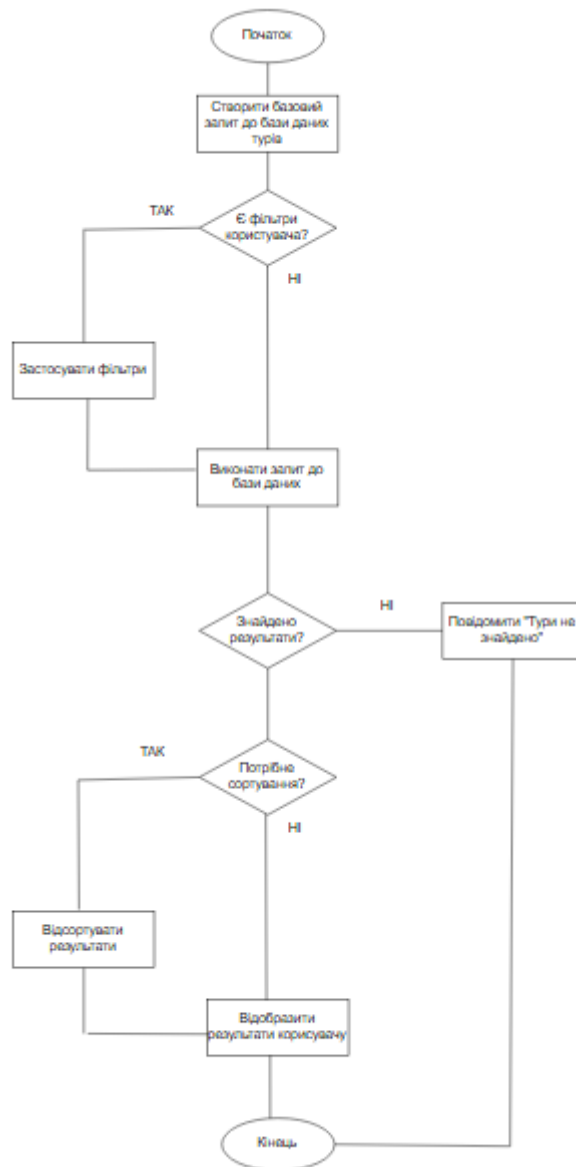 Початок
Створити базовий
запит до бази даних
турів
ТАК
Є фільтри
користувача?
НІ
Застосувати фільтри
Виконати запит до
бази даних
Знайдено
результати?
НІ
Повідомити "Тури не
знайдено"
ТАК
Потрібне
сортування?
НІ
Відсортувати
результати
Відобразити
результати корисувачу
Кінець